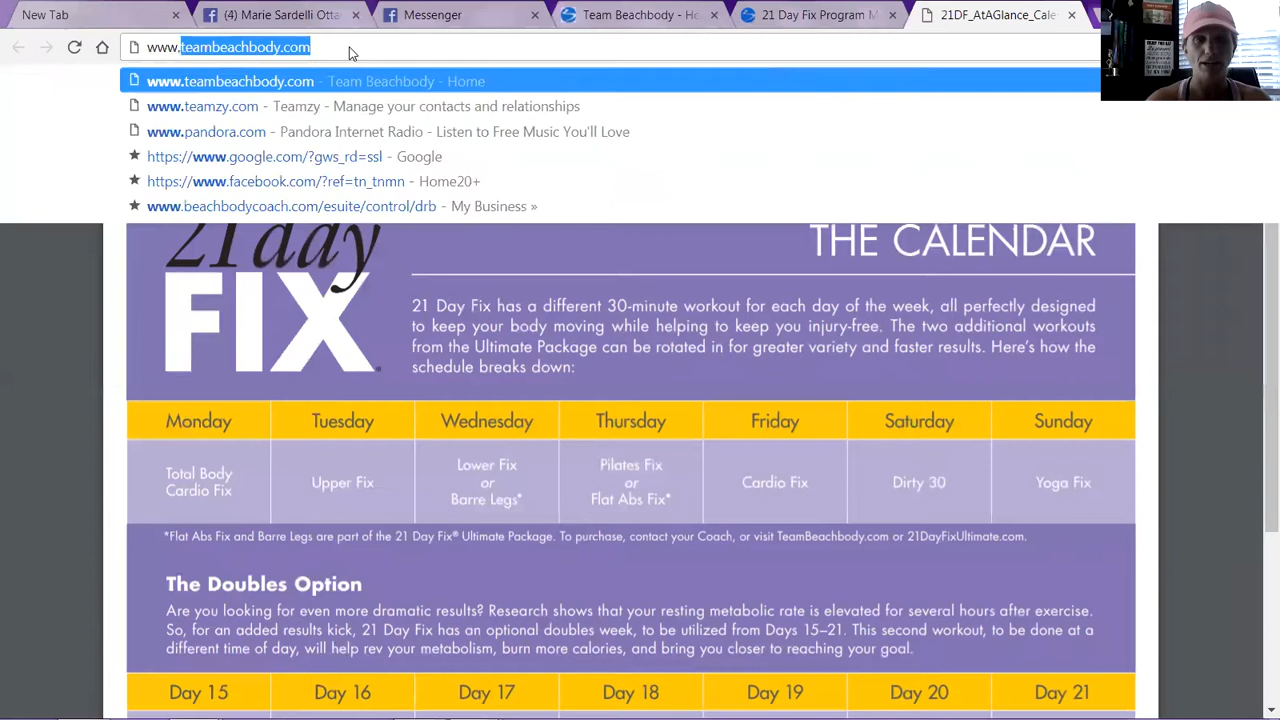 New Tab
(4) Marie Sardelli Otta
Messenger
Team Beachbody - Ho
21 Day Fix Program M
21DF_AtAGlance_Cale
www.teambeachbody.com
www.teambeachbody.com - Team Beachbody - Home
www.teamzy.com - Teamzy - Manage your contacts and relationships
www.pandora.com - Pandora Internet Radio - Listen to Free Music You'll Love
https://www.google.com/?gws_rd=ssl - Google
https://www.facebook.com/?ref=tn_tnmn - Home20+
www.beachbodycoach.com/esuite/control/drb - My Business »
21 day
FIX
THE CALENDAR
21 Day Fix has a different 30-minute workout for each day of the week, all perfectly designed
to keep your body moving while helping to keep you injury-free. The two additional workouts
from the Ultimate Package can be rotated in for greater variety and faster results. Here's how the
schedule breaks down:
Monday Tuesday Wednesday Thursday Friday Saturday Sunday
Total Body
Cardio Fix
Upper Fix
Lower Fix
or
Barre Legs*
Pilates Fix
or
Flat Abs Fix*
Cardio Fix
Dirty 30
Yoga Fix
*Flat Abs Fix and Barre Legs are part of the 21 Day Fix® Ultimate Package. To purchase, contact your Coach, or visit TeamBeachbody.com or 21DayFixUltimate.com.
The Doubles Option
Are you looking for even more dramatic results? Research shows that your resting metabolic rate is elevated for several hours after exercise.
So, for an added results kick, 21 Day Fix has an optional doubles week, to be utilized from Days 15–21. This second workout, to be done at a
different time of day, will help rev your metabolism, burn more calories, and bring you closer to reaching your goal.
Day 15 Day 16 Day 17 Day 18 Day 19 Day 20 Day 21